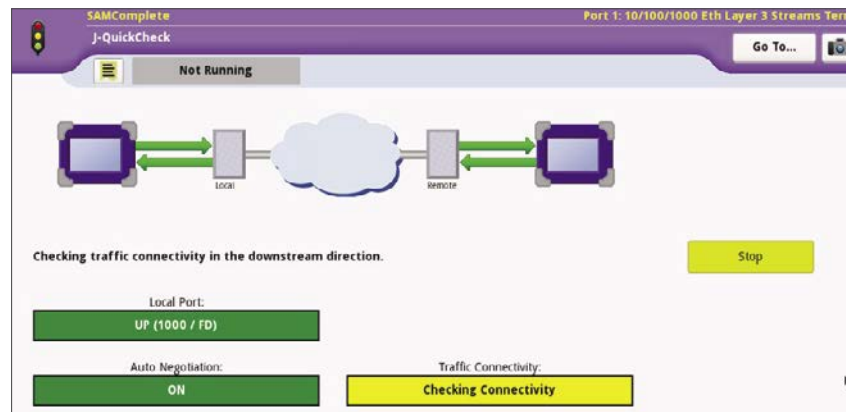 SAMComplete
Port 1: 10/100/1000 Eth Layer 3 Streams Term
J-QuickCheck
Go To...
Not Running
Local
Remote
Checking traffic connectivity in the downstream direction.
Stop
Local Port:
UP (1000 / FD)
Auto Negotiation:
Traffic Connectivity:
ON
Checking Connectivity